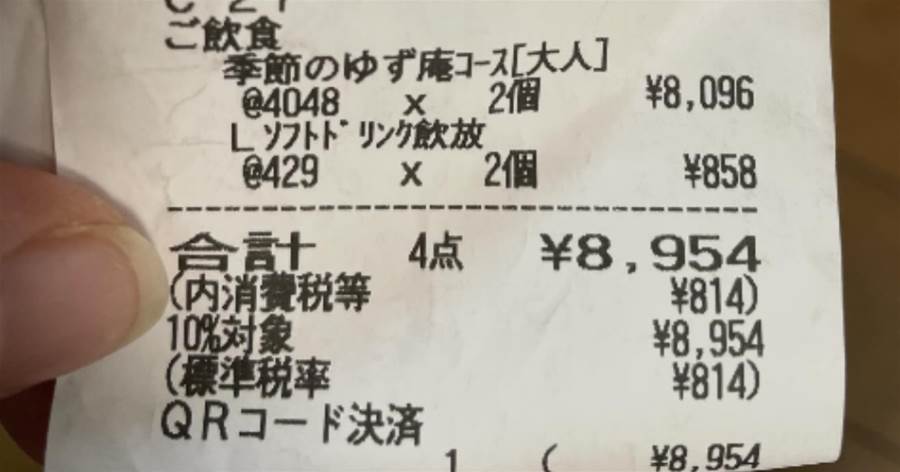 ご飲食
季節のゆず庵ｺｰｽ[大人]
@4048 x 2個 ¥8,096
L ｿﾌﾄﾄﾞﾘﾝｸ飲放
@429 x 2個 ¥858
合計 4点 ¥8,954
(内消費税等 ¥814)
10%対象 ¥8,954
(標準税率 ¥814)
QRコード決済
1 ( ¥8,954